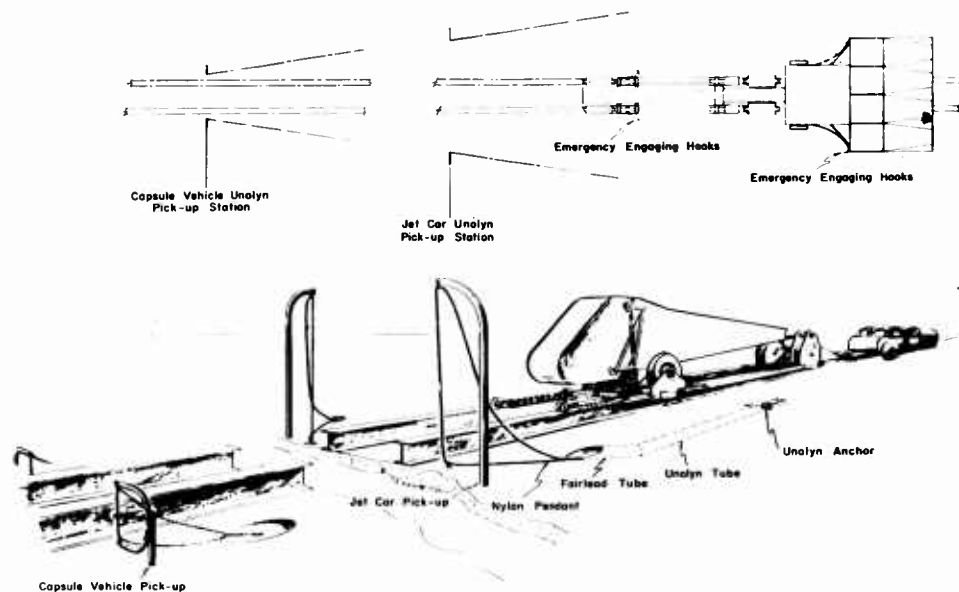 Emergency Engaging Hooks
Emergency Engaging Hooks
Capsule Vehicle Unolyn
Pick-up Station
Jet Car Unolyn
Pick-up Station
Unolyn Anchor
Unolyn Tube
Fairlead Tube
Jet Car Pick-up
Nylon Pendant
Capsule Vehicle Pick-up